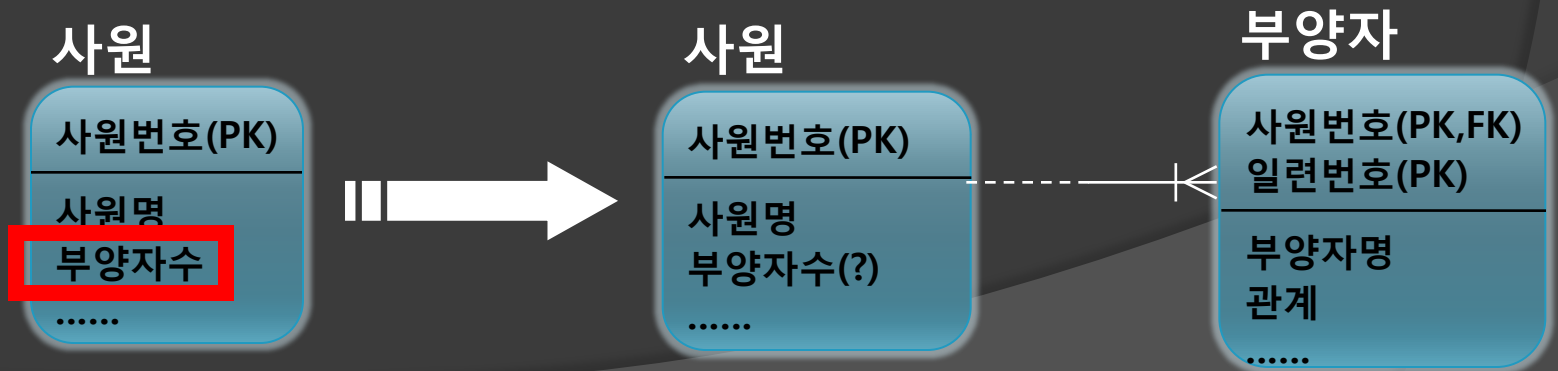 사원
사원번호(PK)
사원명
부양자수
......
사원
사원번호(PK)
사원명
부양자수(?)
......
부양자
사원번호(PK,FK)
일련번호(PK)
부양자명
관계
......